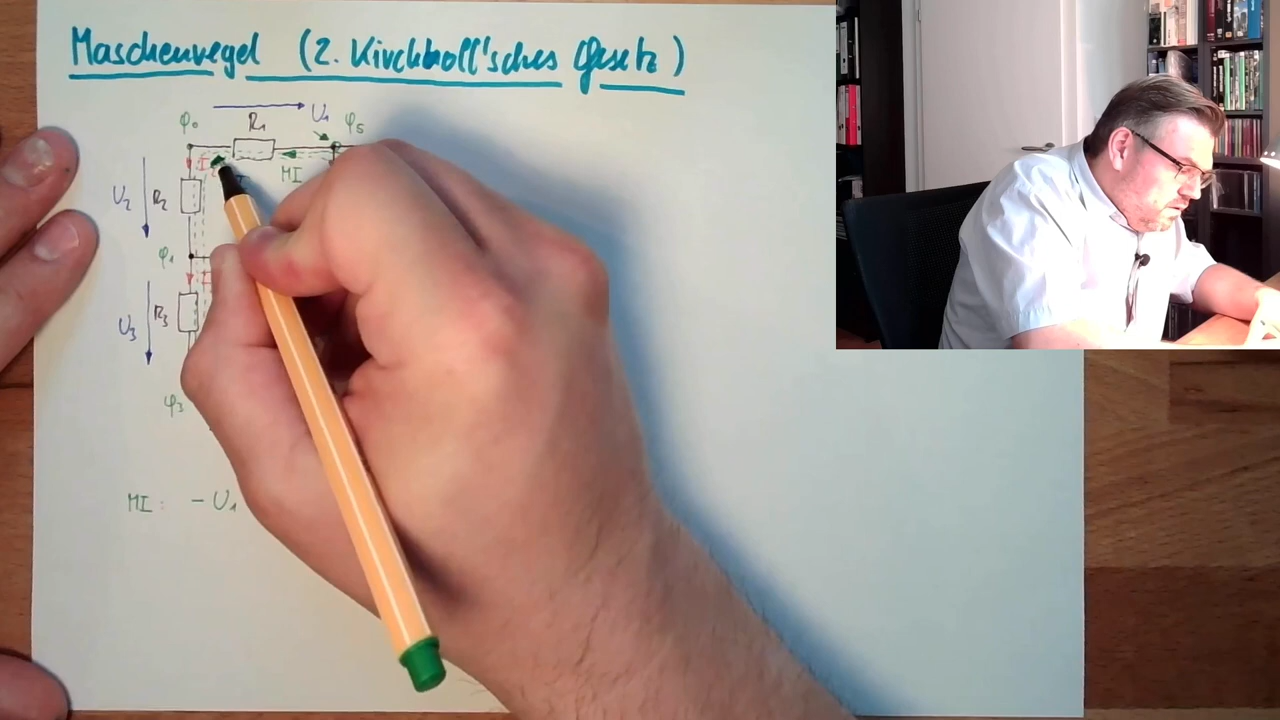 Maschenregel (2. Kirchhoff'sches Gesetz)
U₁
φ₀ R₁ φ₅
MI
I
U₂ R₂
φ₁
I
U₃ R₃
φ₃
MI: - U₁